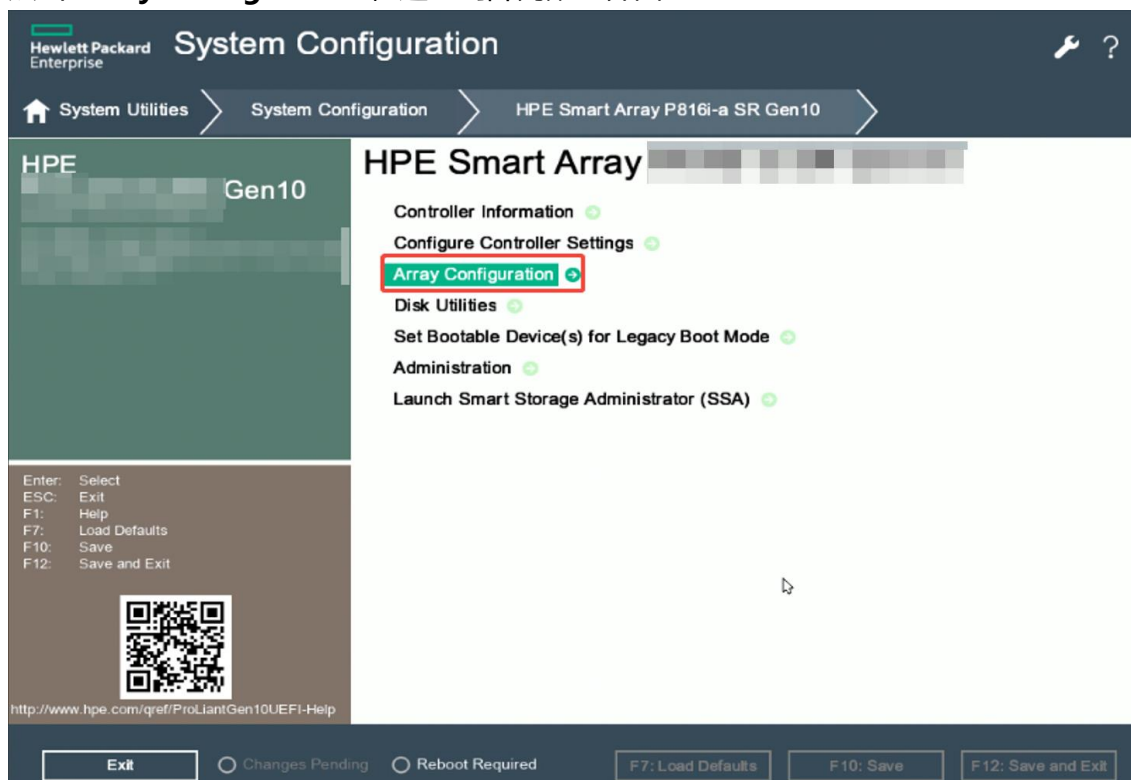 Hewlett Packard
Enterprise
System Configuration
?
System Utilities
System Configuration
HPE Smart Array P816i-a SR Gen10
HPE
Gen10
HPE Smart Array
Controller Information
Configure Controller Settings
Array Configuration
Disk Utilities
Set Bootable Device(s) for Legacy Boot Mode
Administration
Launch Smart Storage Administrator (SSA)
Enter: Select
ESC: Exit
F1: Help
F7: Load Defaults
F10: Save
F12: Save and Exit
http://www.hpe.com/qref/ProLiantGen10UEFI-Help
Exit
Changes Pending
Reboot Required
F7: Load Defaults
F10: Save
F12: Save and Exit